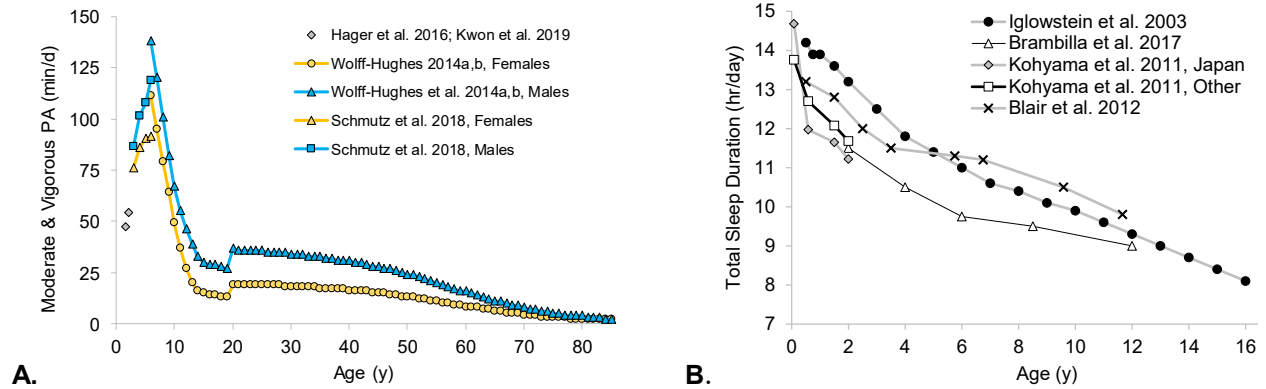 150
125
100
75
50
25
0
Moderate & Vigorous PA (min/d)
Hager et al. 2016; Kwon et al. 2019
Wolff-Hughes 2014a,b, Females
Wolff-Hughes et al. 2014a,b, Males
Schmutz et al. 2018, Females
Schmutz et al. 2018, Males
0 10 20 30 40 50 60 70 80
Age (y)
A.
15
14
13
12
11
10
9
8
7
Total Sleep Duration (hr/day)
Iglowstein et al. 2003
Brambilla et al. 2017
Kohyama et al. 2011, Japan
Kohyama et al. 2011, Other
Blair et al. 2012
0 2 4 6 8 10 12 14 16
Age (y)
B.